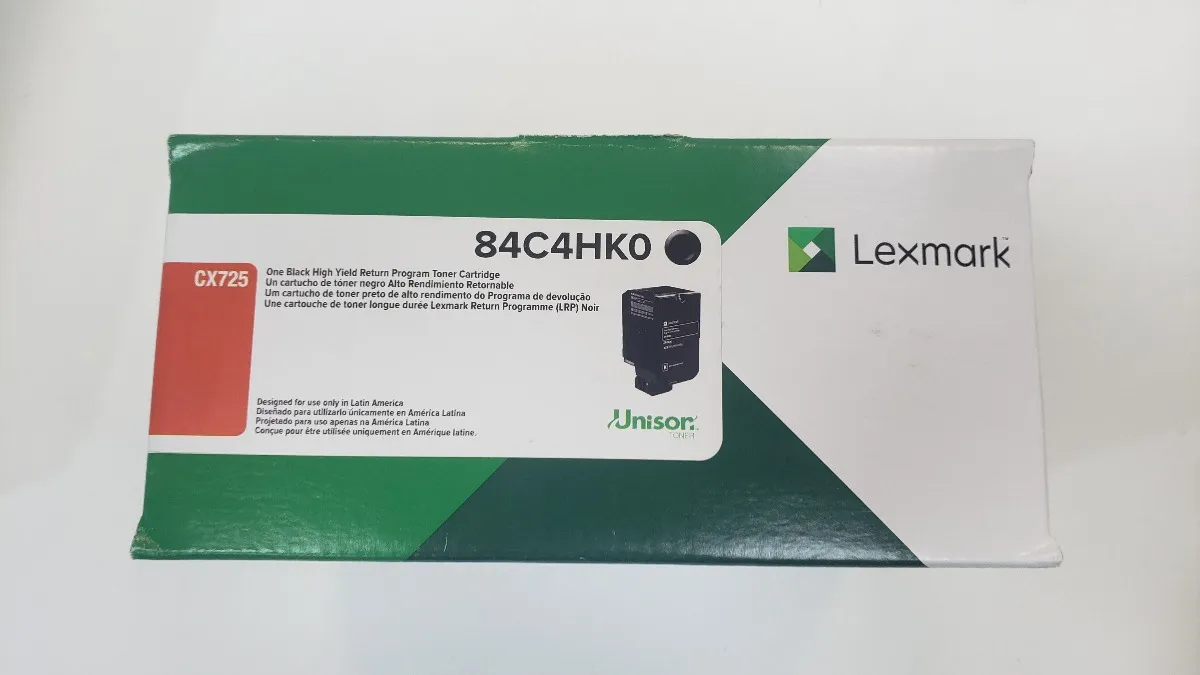 84C4HK0
Lexmark™
CX725
One Black High Yield Return Program Toner Cartridge
Un cartucho de tóner negro Alto Rendimiento Retornable
Um cartucho de toner preto de alto rendimento do Programa de devolução
Une cartouche de toner longue durée Lexmark Return Programme (LRP) Noir
Lexmark
Designed for use only in Latin America
Diseñado para utilizarlo únicamente en América Latina
Projetado para uso apenas na América Latina
Conçue pour être utilisée uniquement en Amérique latine.
Unison
TONER